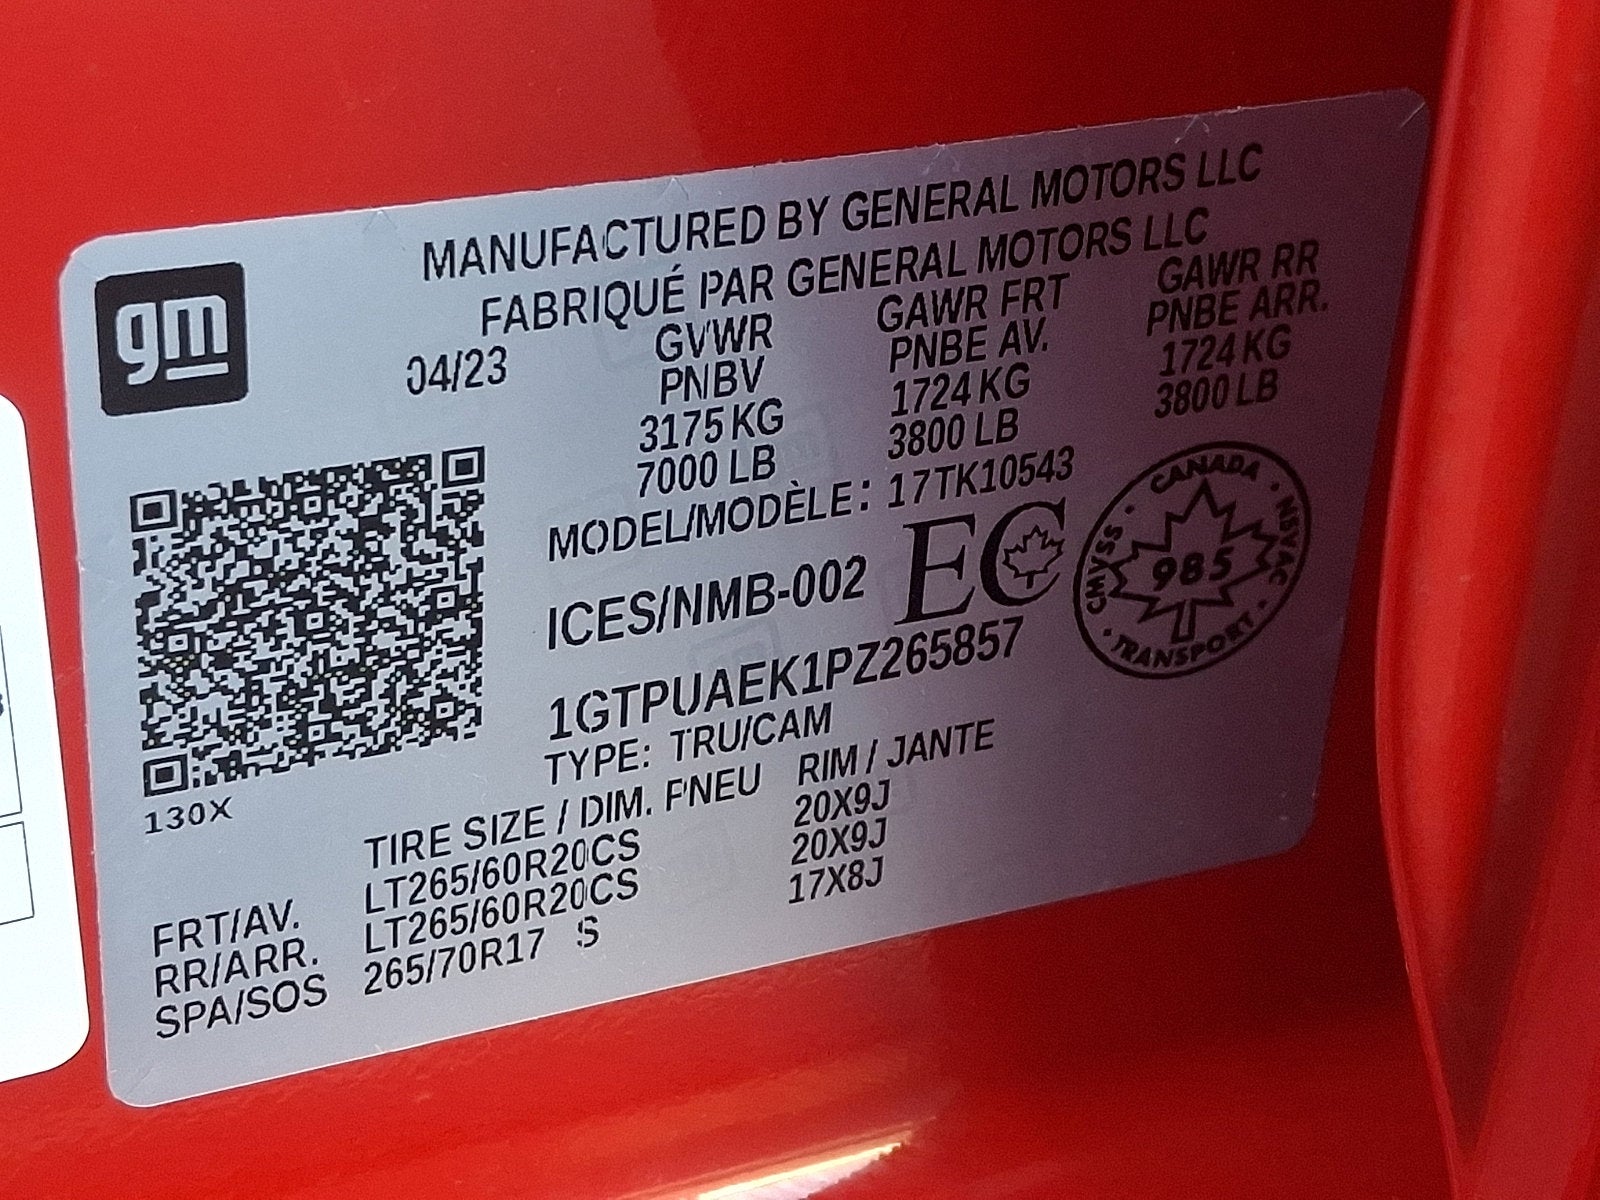 gm
MANUFACTURED BY GENERAL MOTORS LLC
FABRIQUÉ PAR GENERAL MOTORS LLC
04/23 GVWR GAWR FRT GAWR RR
PNBV PNBE AV. PNBE ARR.
3175 KG 1724 KG 1724 KG
7000 LB 3800 LB 3800 LB
MODEL/MODÈLE: 17TK10543
ICES/NMB-002 EC
CANADA · NSVAC · TRANSPORT · CMVSS ·
985
1GTPUAEK1PZ265857
TYPE: TRU/CAM
130X
TIRE SIZE / DIM. PNEU RIM / JANTE
FRT/AV. LT265/60R20CS 20X9J
RR/ARR. LT265/60R20CS 20X9J
SPA/SOS 265/70R17 S 17X8J